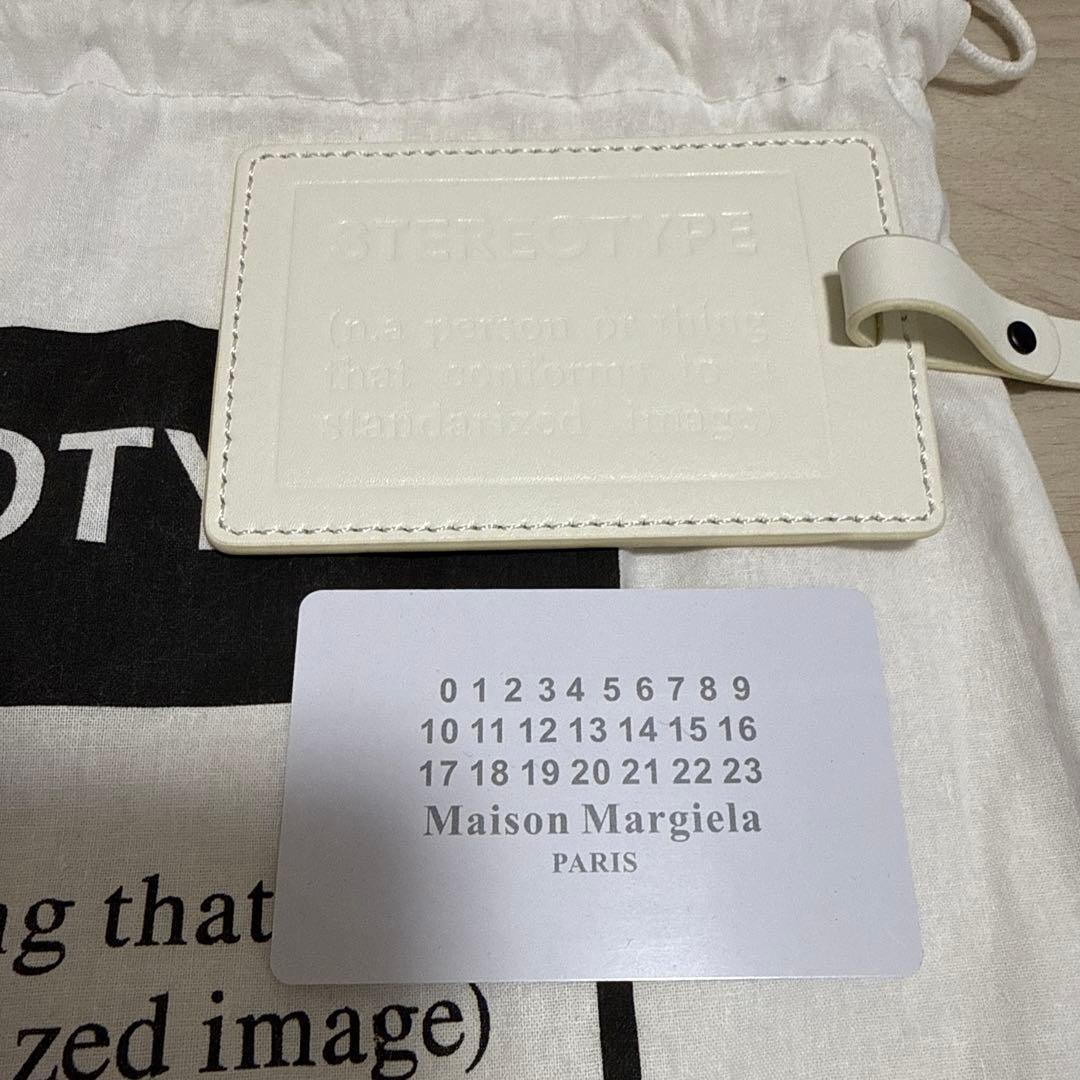 STEREOTYPE
(n.a person or thing
that conforms to a
standarized image)
OTY
0 1 2 3 4 5 6 7 8 9
10 11 12 13 14 15 16
17 18 19 20 21 22 23
Maison Margiela
PARIS
ng that
zed image)